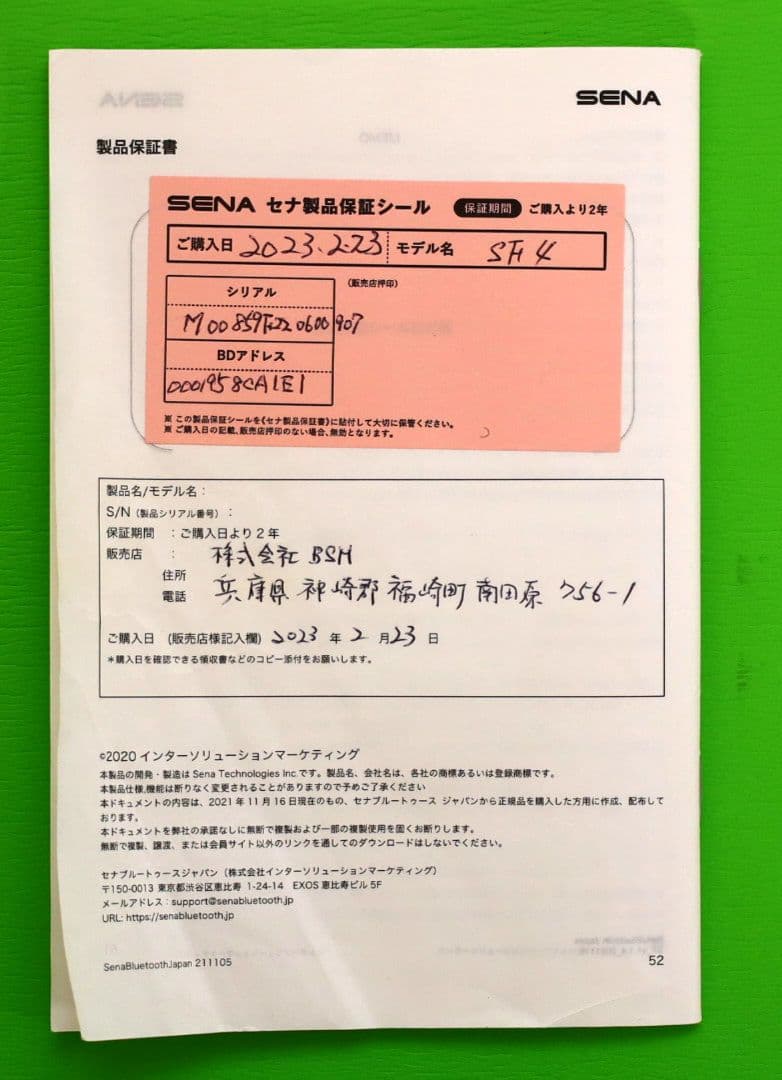 SENA
製品保証書
SENA セナ製品保証シール 保証期間 ご購入より2年
ご購入日 2023.2.23 モデル名 SF4
シリアル (販売店押印)
M00859F220600907
BDアドレス
0001958CA1E1
※ この製品保証シールを《セナ製品保証書》に貼付して大切に保管ください。
※ ご購入日の記載、販売店押印のない場合、無効となります。
製品名/モデル名：
S/N（製品シリアル番号）：
保証期間 ：ご購入日より２年
販売店 ： 株式会社 BSH
住所 兵庫県 神崎郡 福崎町 南田原 756-1
電話
ご購入日 (販売店様記入欄) 2023 年 2 月 23 日
＊購入日を確認できる領収書などのコピー添付をお願いします。
©2020 インターソリューションマーケティング
本製品の開発・製造は Sena Technologies Inc.です。製品名、会社名は、各社の商標あるいは登録商標です。
本製品仕様,機能は断りなく変更されることがありますので予めご了承ください
本ドキュメントの内容は、2021 年 11 月 16 日現在のもの、セナブルートゥース ジャパンから正規品を購入した方用に作成、配布して
おります。
本ドキュメントを弊社の承諾なしに無断で複製および一部の複製使用を固くお断りします。
無断で複製、譲渡、または会員サイト以外のリンクを通してのダウンロードはしないでください。
セナブルートゥースジャパン（株式会社インターソリューションマーケティング）
〒150-0013 東京都渋谷区恵比寿 1-24-14 EXOS 恵比寿ビル 5F
メールアドレス：support@senabluetooth.jp
URL: https://senabluetooth.jp
SenaBluetoothJapan 211105
52